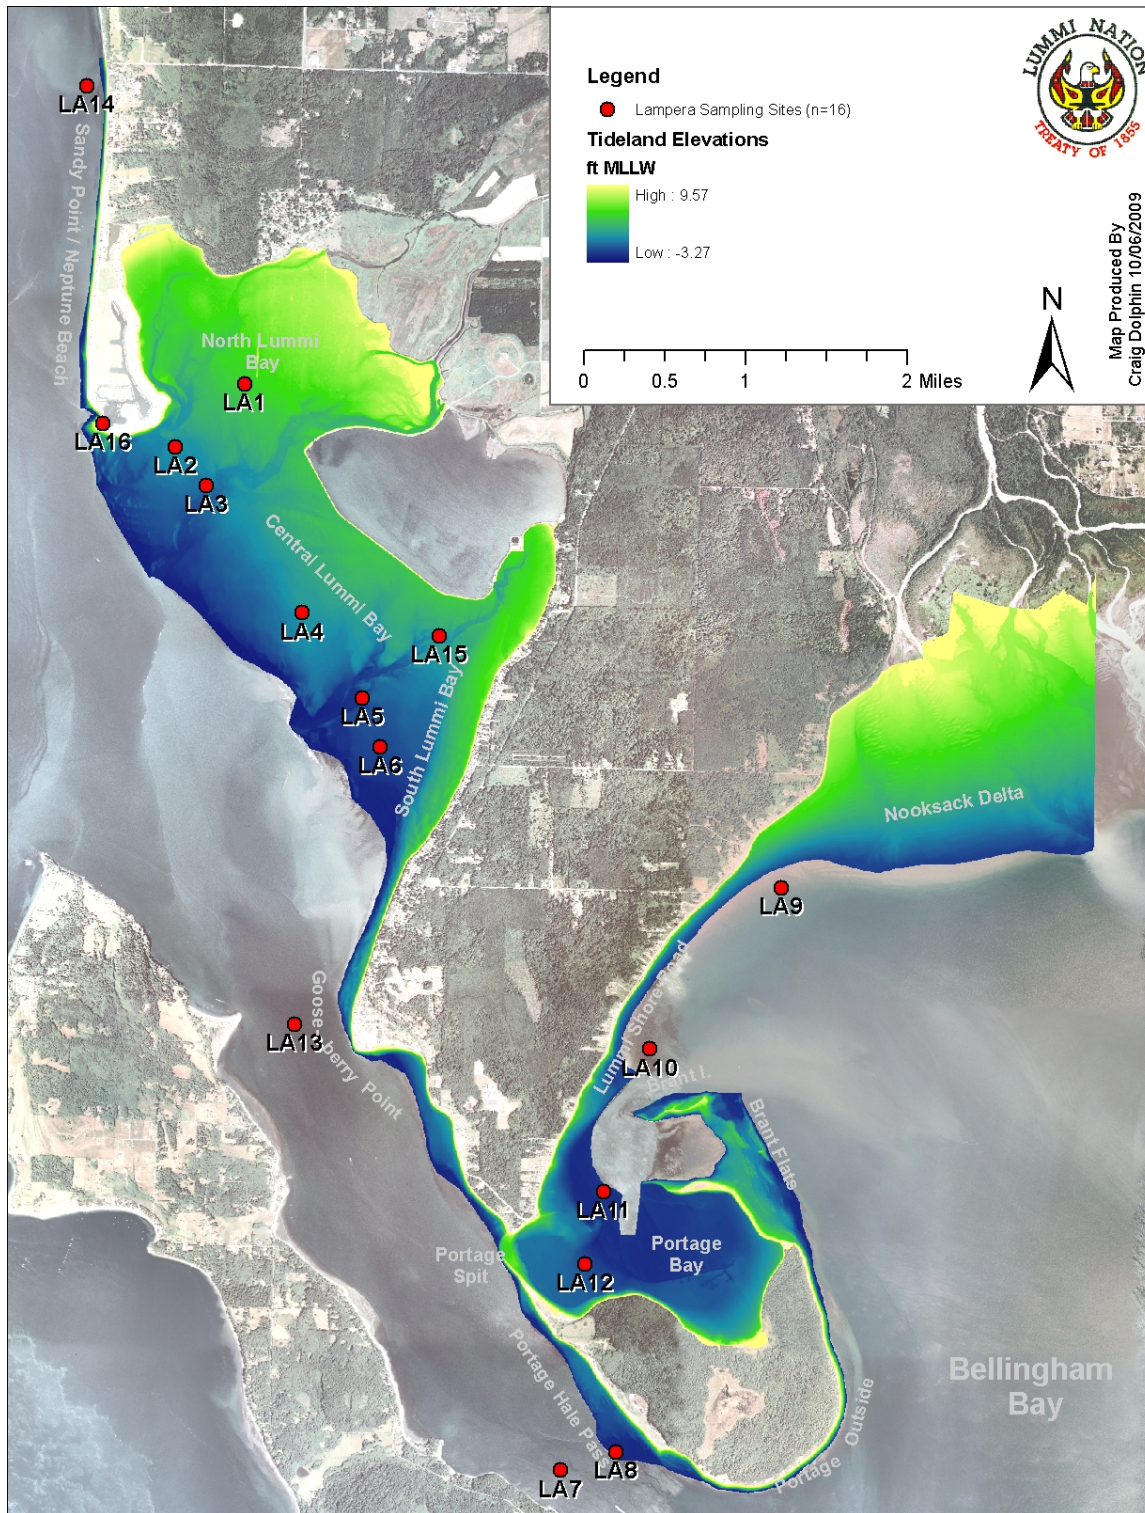 Legend
Lampera Sampling Sites (n=16)
Tideland Elevations
ft MLLW
High : 9.57
Low : -3.27
0 0.5 1 2 Miles
N
LUMMI NATION
TREATY OF 1855
Map Produced By
Craig Dolphin 10/06/2009
LA14
Sandy Point / Neptune Beach
North Lummi
Bay
LA1
LA16
LA2
LA3
Central Lummi Bay
LA4
LA15
LA5
LA6
South Lummi Bay
Nooksack Delta
LA9
Lummi Shore Road
LA13
Gooseberry Point
LA10
Brant I.
Brant Flats
LA11
Portage
Bay
Portage
Spit
LA12
Portage Hale Pass
Bellingham
Bay
Portage Outside
LA8
LA7